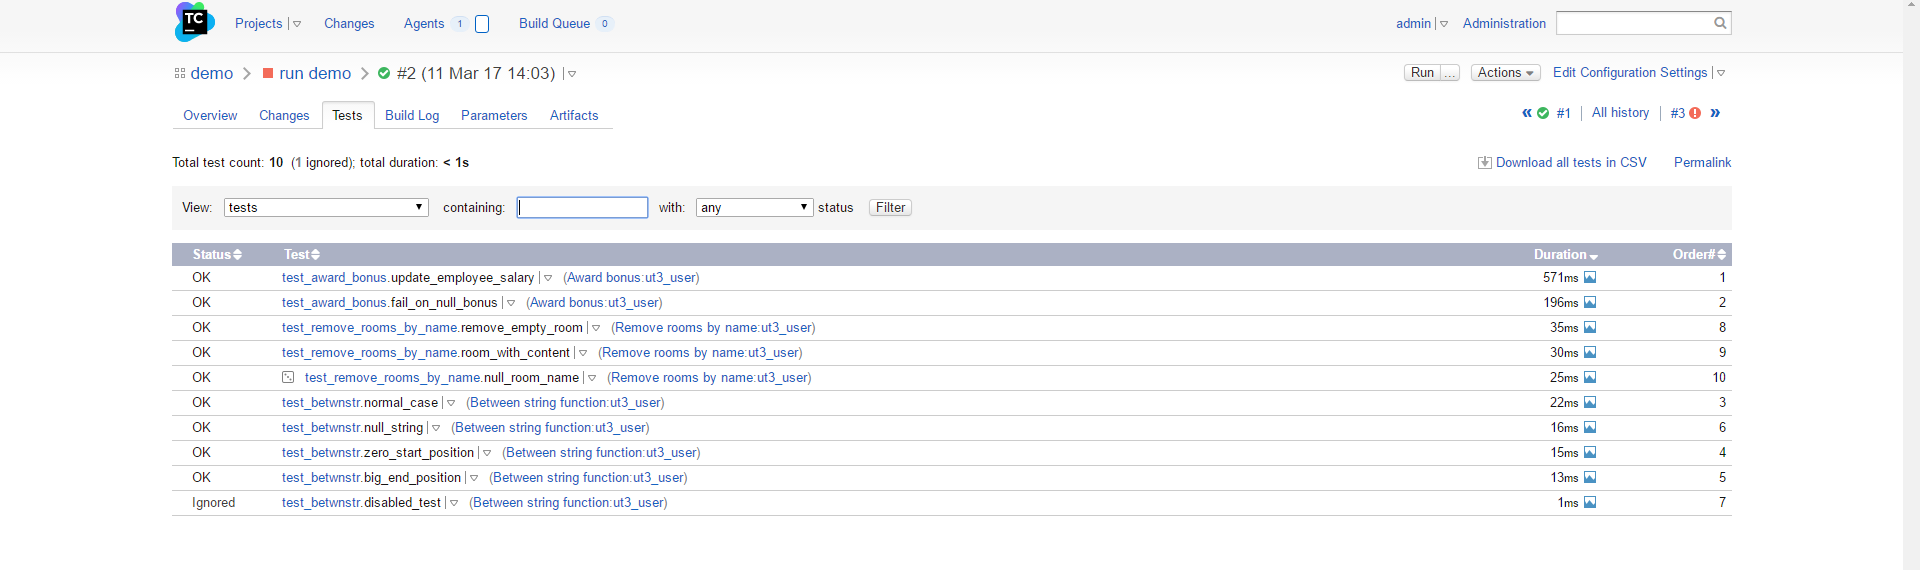 TC Projects Changes Agents 1 Build Queue 0 admin Administration
demo run demo #2 (11 Mar 17 14:03) Run ... Actions Edit Configuration Settings
Overview Changes Tests Build Log Parameters Artifacts « #1 All history #3 »
Total test count: 10 (1 ignored); total duration: < 1s Download all tests in CSV Permalink
View: tests containing: with: any status Filter
Status Test Duration Order#
OK test_award_bonus.update_employee_salary (Award bonus:ut3_user) 571ms 1
OK test_award_bonus.fail_on_null_bonus (Award bonus:ut3_user) 196ms 2
OK test_remove_rooms_by_name.remove_empty_room (Remove rooms by name:ut3_user) 35ms 8
OK test_remove_rooms_by_name.room_with_content (Remove rooms by name:ut3_user) 30ms 9
OK test_remove_rooms_by_name.null_room_name (Remove rooms by name:ut3_user) 25ms 10
OK test_betwnstr.normal_case (Between string function:ut3_user) 22ms 3
OK test_betwnstr.null_string (Between string function:ut3_user) 16ms 6
OK test_betwnstr.zero_start_position (Between string function:ut3_user) 15ms 4
OK test_betwnstr.big_end_position (Between string function:ut3_user) 13ms 5
Ignored test_betwnstr.disabled_test (Between string function:ut3_user) 1ms 7